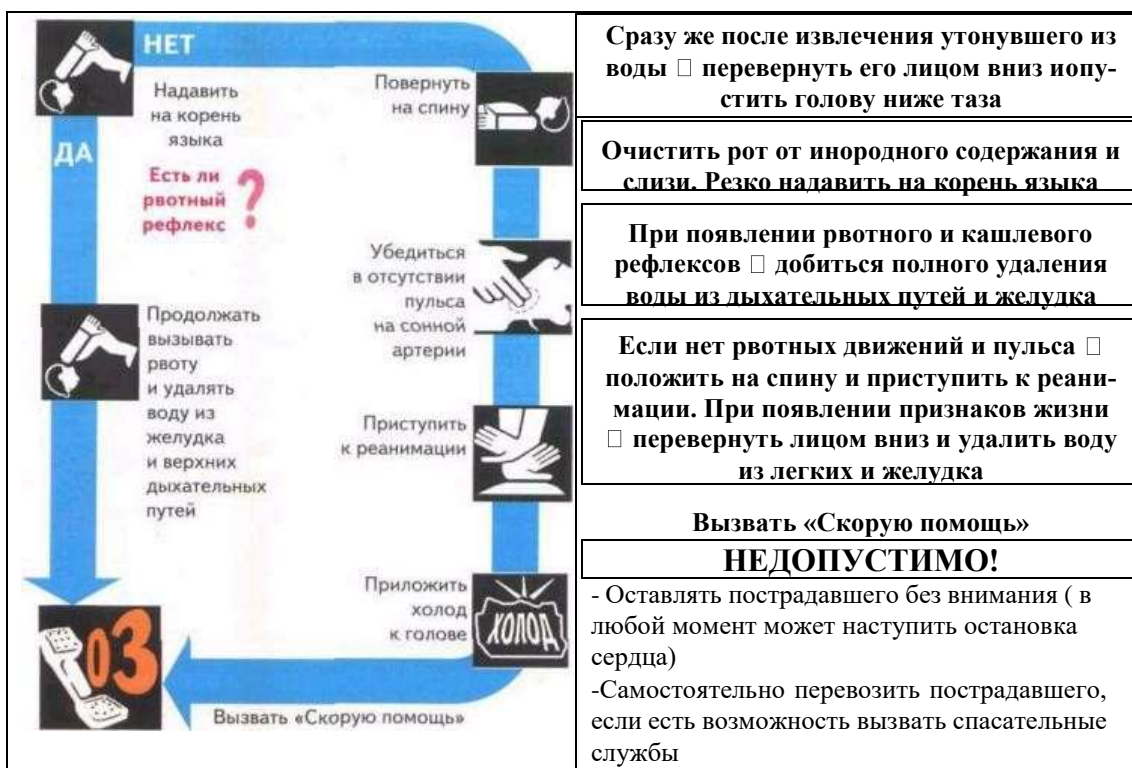 НЕТ
Надавить
на корень
языка
ДА
Есть ли
рвотный
рефлекс ?
Продолжать
вызывать
рвоту
и удалять
воду из
желудка
и верхних
дыхательных
путей
Повернуть
на спину
Убедиться
в отсутствии
пульса
на сонной
артерии
Приступить
к реанимации
Приложить
холод
к голове
ХОЛОД
03
Вызвать «Скорую помощь»
Сразу же после извлечения утонувшего из
воды □ перевернуть его лицом вниз иопу-
стить голову ниже таза
Очистить рот от инородного содержания и
слизи. Резко надавить на корень языка
При появлении рвотного и кашлевого
рефлексов □ добиться полного удаления
воды из дыхательных путей и желудка
Если нет рвотных движений и пульса □
положить на спину и приступить к реани-
мации. При появлении признаков жизни
□ перевернуть лицом вниз и удалить воду
из легких и желудка
Вызвать «Скорую помощь»
НЕДОПУСТИМО!
- Оставлять пострадавшего без внимания ( в
любой момент может наступить остановка
сердца)
-Самостоятельно перевозить пострадавшего,
если есть возможность вызвать спасательные
службы